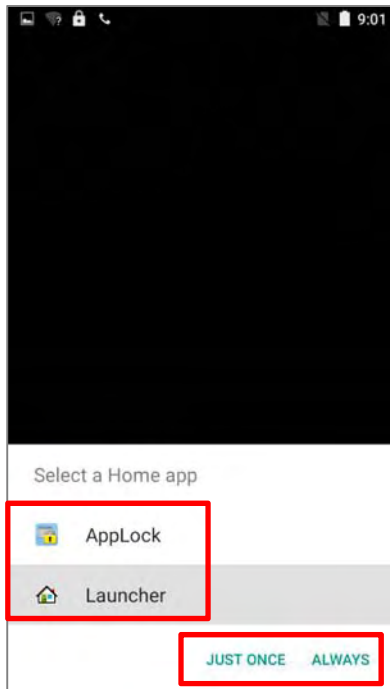 9:01
Select a Home app
AppLock
Launcher
JUST ONCE ALWAYS